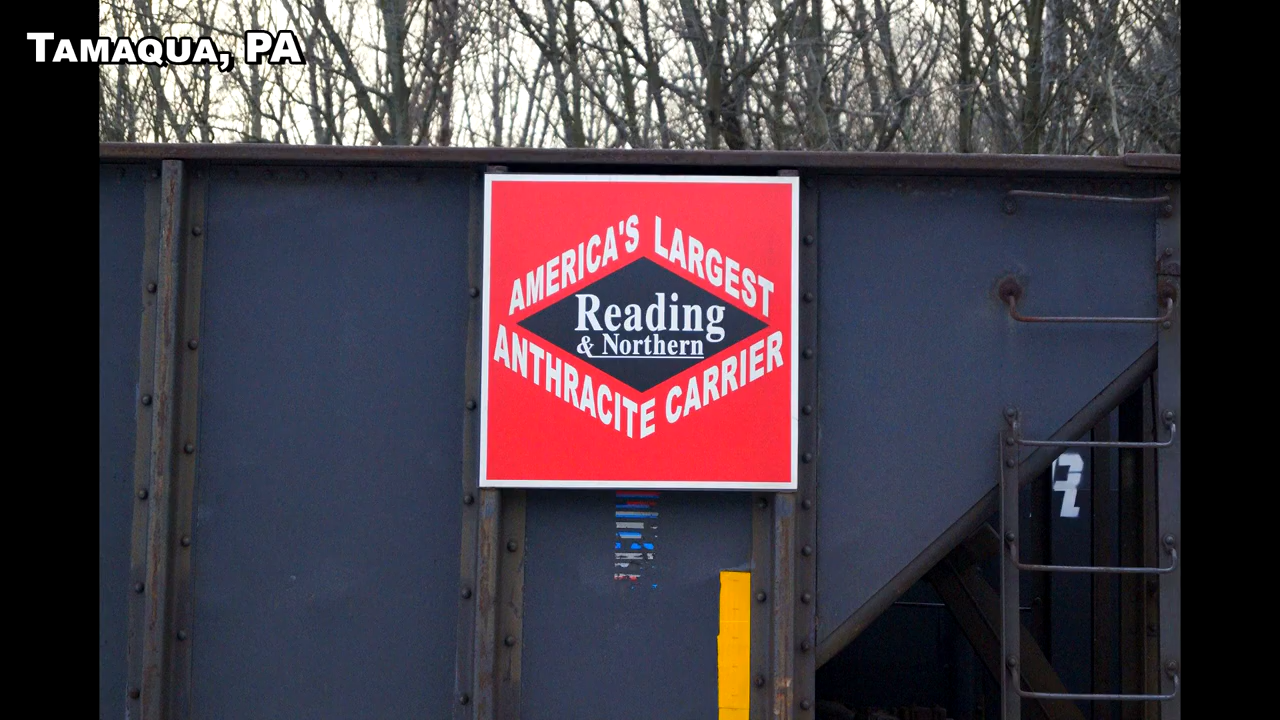 TAMAQUA, PA
AMERICA'S LARGEST
Reading
& Northern
ANTHRACITE CARRIER